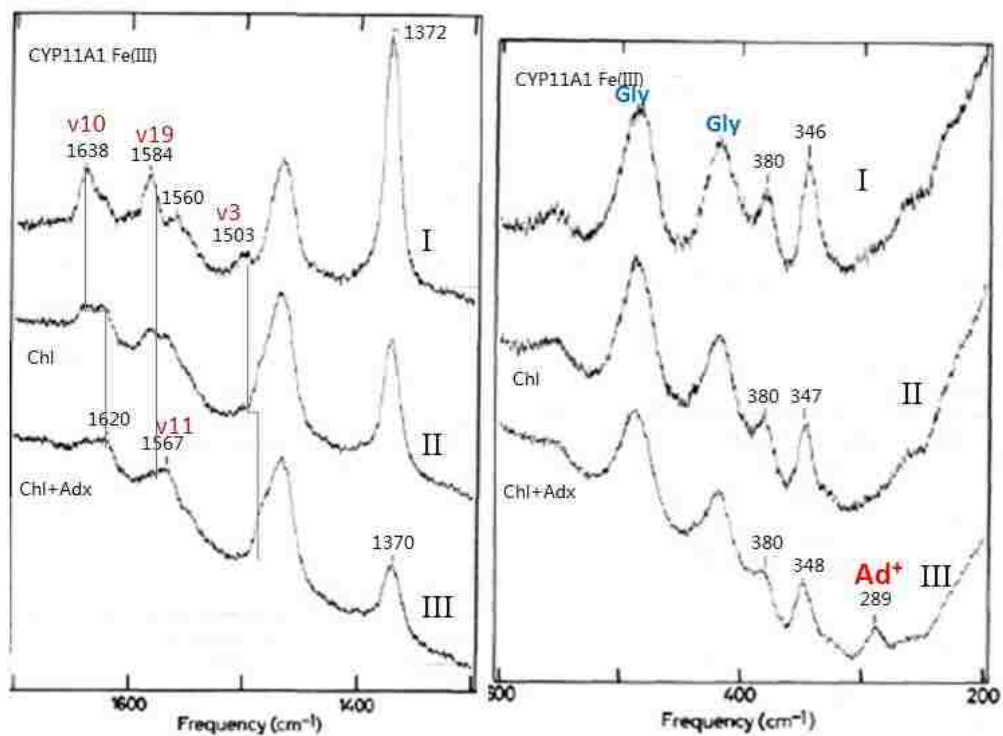 1372
CYP11A1 Fe(III)
v10
1638
v19
1584
1560
v3
1503
I
Chl
II
1620
v11
1567
Chl+Adx
1370
III
1600
1400
Frequency (cm⁻¹)
CYP11A1 Fe(III)
Gly
Gly
380
346
I
Chl
380
347
II
Chl+Adx
380
348
Ad⁺
289
III
600
400
200
Frequency (cm⁻¹)